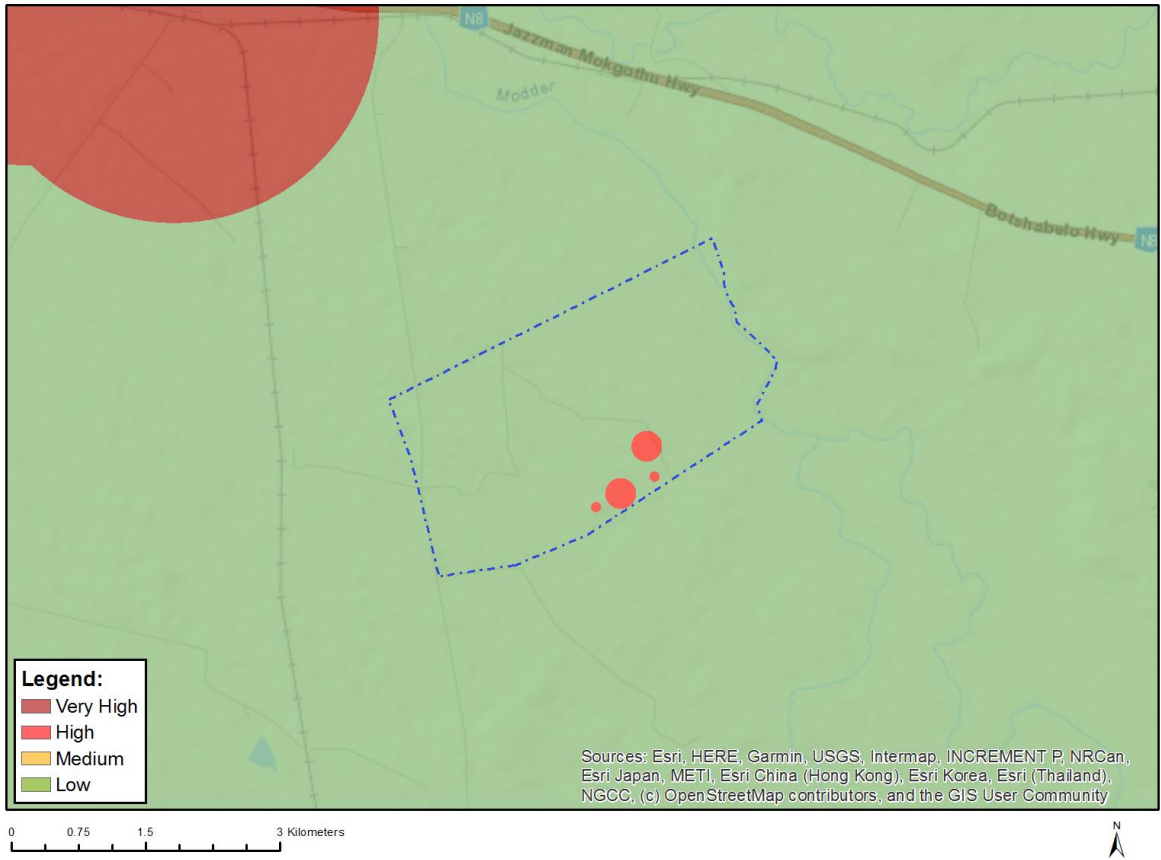 N8
Jazzman Mokgothu Hwy
Modder
Botshabelo Hwy
N8
Legend:
Very High
High
Medium
Low
Sources: Esri, HERE, Garmin, USGS, Intermap, INCREMENT P, NRCan,
Esri Japan, METI, Esri China (Hong Kong), Esri Korea, Esri (Thailand),
NGCC, (c) OpenStreetMap contributors, and the GIS User Community
0 0.75 1.5 3 Kilometers
N